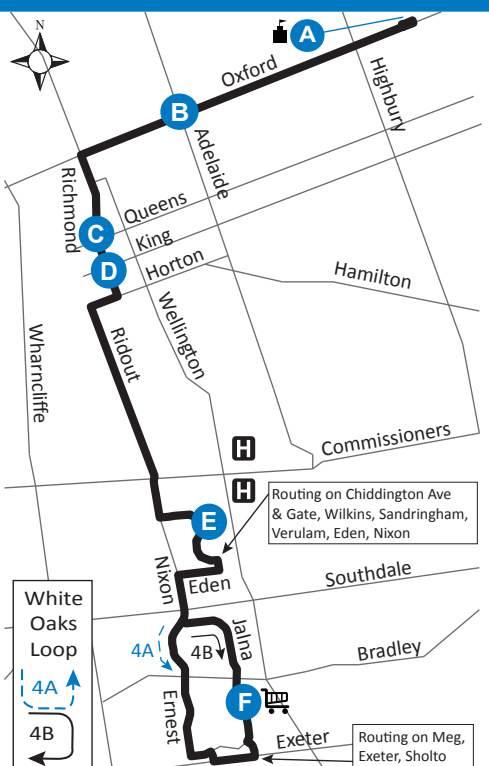 A
Oxford
Highbury
B
Adelaide
Richmond
Queens
C
King
D
Horton
Hamilton
Wellington
Ridout
Wharncliffe
H
Commissioners
H
Routing on Chiddington Ave
& Gate, Wilkins, Sandringham,
Verulam, Eden, Nixon
E
Nixon
Eden
Southdale
White
Oaks
Loop
4A
4B
4A
4B
Jalna
Bradley
Ernest
F
Exeter
Routing on Meg,
Exeter, Sholto